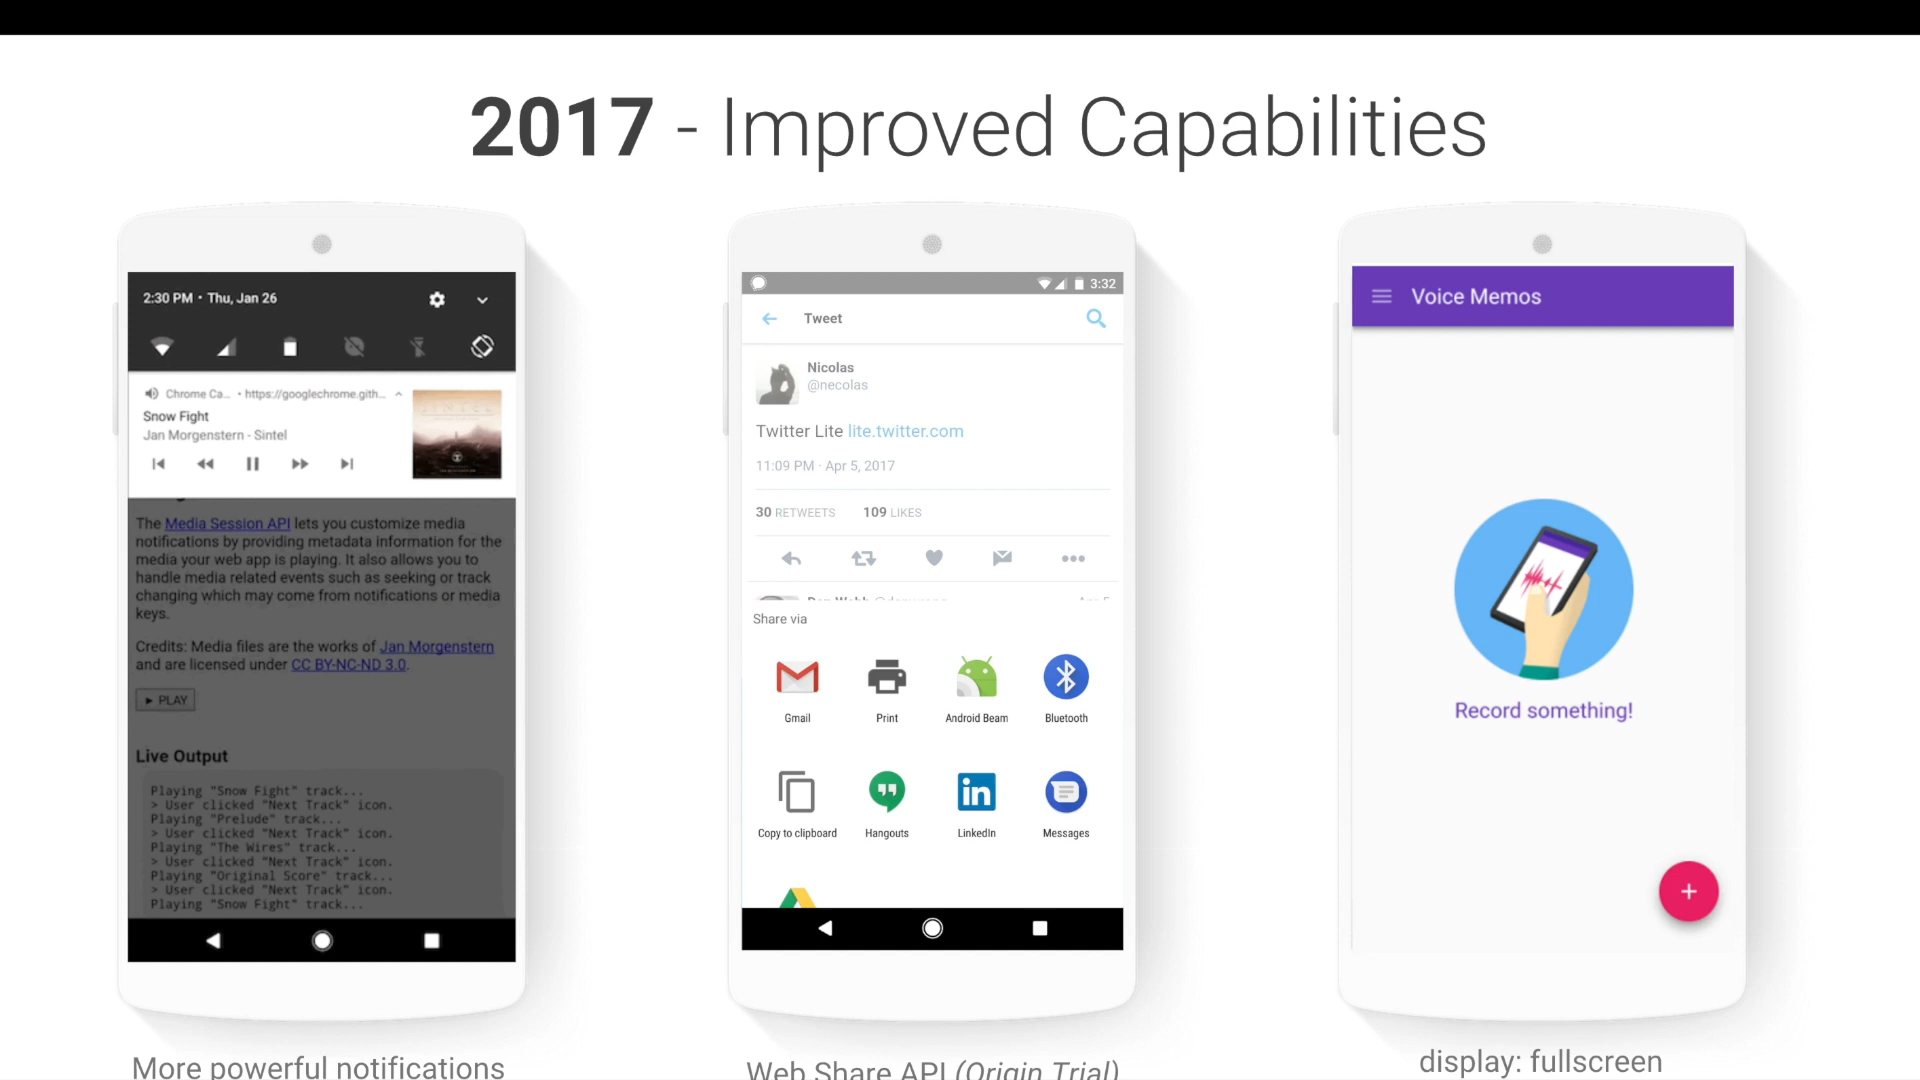 2017 - Improved Capabilities
2:30 PM • Thu, Jan 26
Chrome Ca... • https://googlechrome.gith...
Snow Fight
Jan Morgenstern - Sintel
The Media Session API lets you customize media
notifications by providing metadata information for the
media your web app is playing. It also allows you to
handle media related events such as seeking or track
changing which may come from notifications or media
keys.
Credits: Media files are the works of Jan Morgenstern
and are licensed under CC BY-NC-ND 3.0.
► PLAY
Live Output
Playing "Snow Fight" track...
> User clicked "Next Track" icon.
Playing "Prelude" track...
> User clicked "Next Track" icon.
Playing "The Wires" track...
> User clicked "Next Track" icon.
Playing "Original Score" track...
> User clicked "Next Track" icon.
Playing "Snow Fight" track...
More powerful notifications
3:32
Tweet
Nicolas
@necolas
Twitter Lite lite.twitter.com
11:09 PM · Apr 5, 2017
30 RETWEETS 109 LIKES
Share via
Gmail Print Android Beam Bluetooth
Copy to clipboard Hangouts LinkedIn Messages
Web Share API (Origin Trial)
Voice Memos
Record something!
display: fullscreen